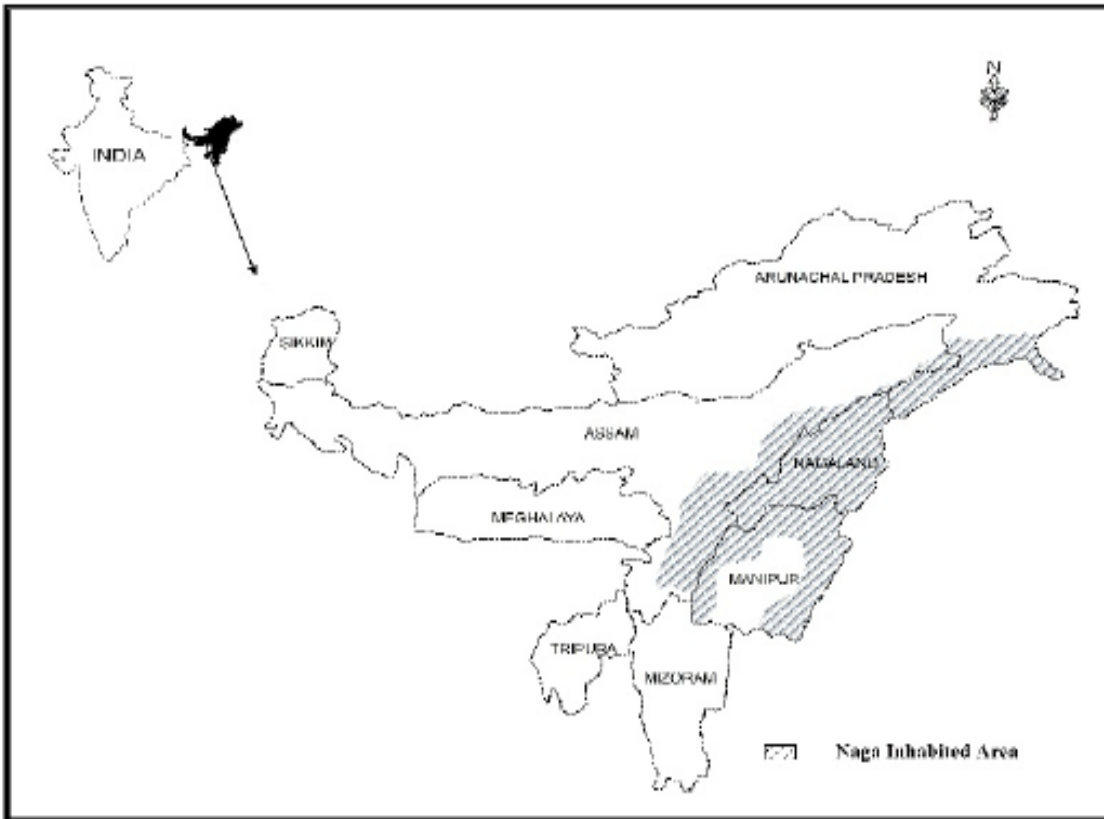 N
INDIA
ARUNACHAL PRADESH
SIKKIM
ASSAM
NAGALAND
MEGHALAYA
MANIPUR
TRIPURA
MIZORAM
Naga Inhabited Area